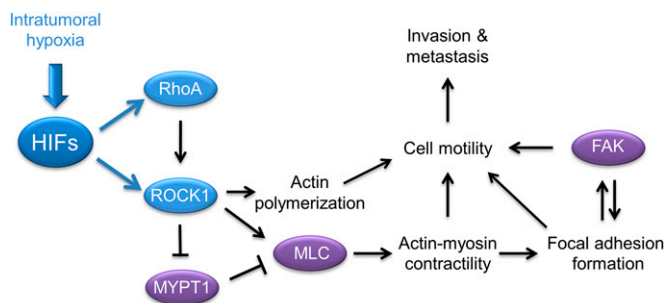 Intratumoral
hypoxia
Invasion &
metastasis
RhoA
HIFs
Cell motility
FAK
ROCK1
Actin
polymerization
MLC
Actin-myosin
contractility
Focal adhesion
formation
MYPT1